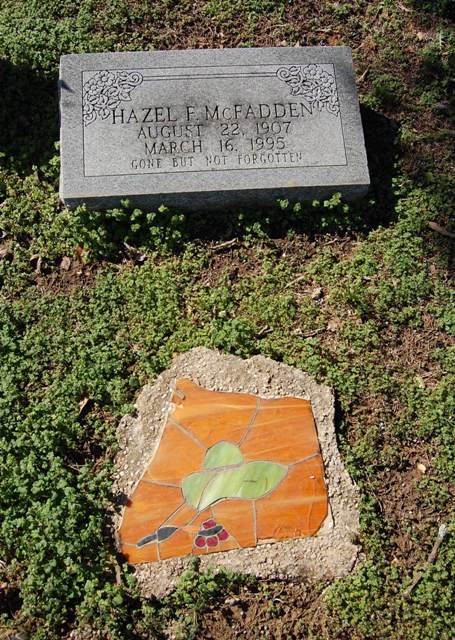 HAZEL F. McFADDEN
AUGUST 22, 1907
MARCH 16, 1995
GONE BUT NOT FORGOTTEN